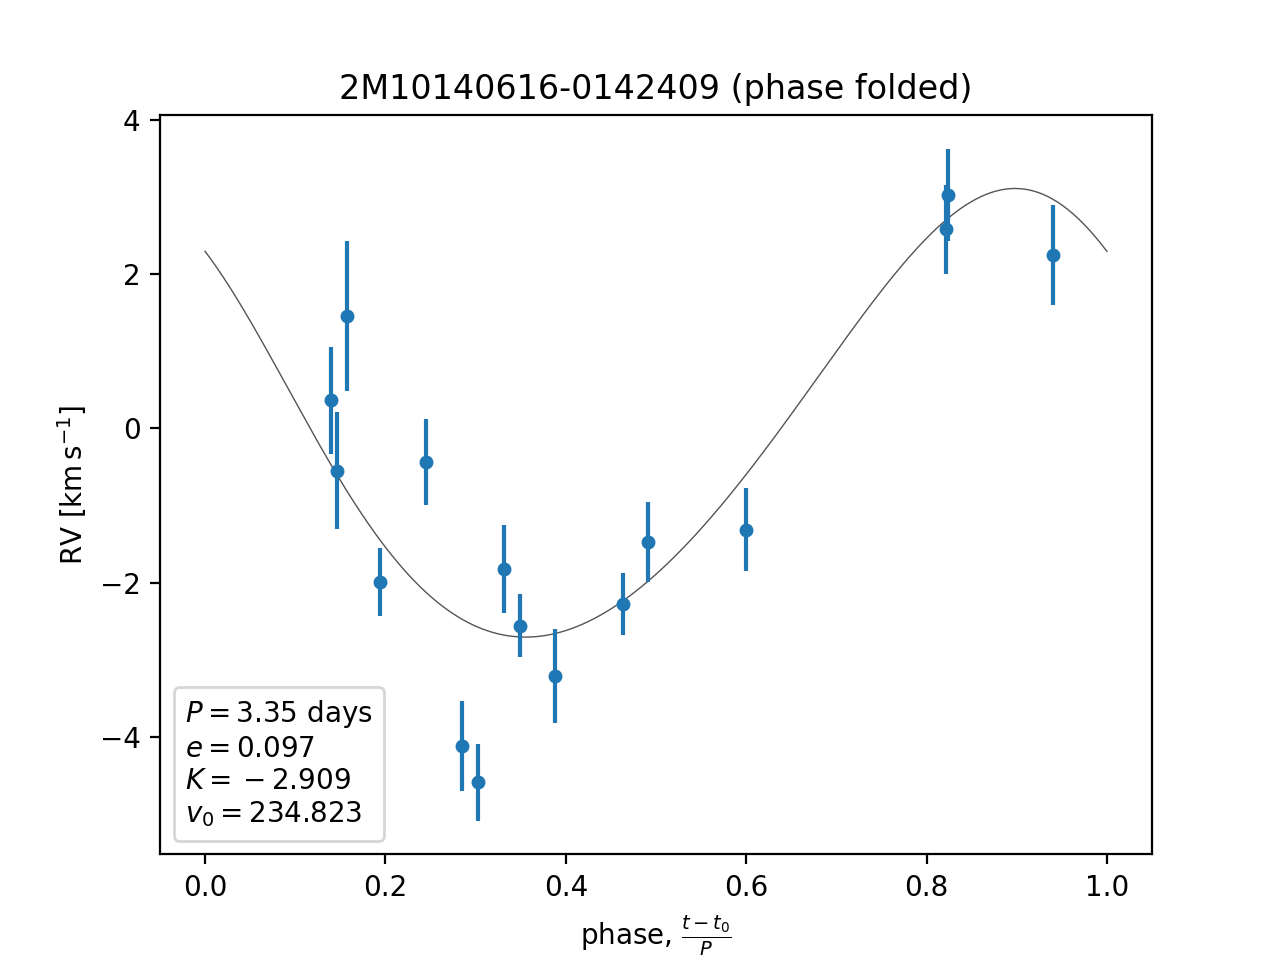 2M10140616-0142409 (phase folded)
4
2
0
−2
−4
RV [km s⁻¹]
P = 3.35 days
e = 0.097
K = −2.909
v₀ = 234.823
0.0 0.2 0.4 0.6 0.8 1.0
phase, (t − t₀)/P